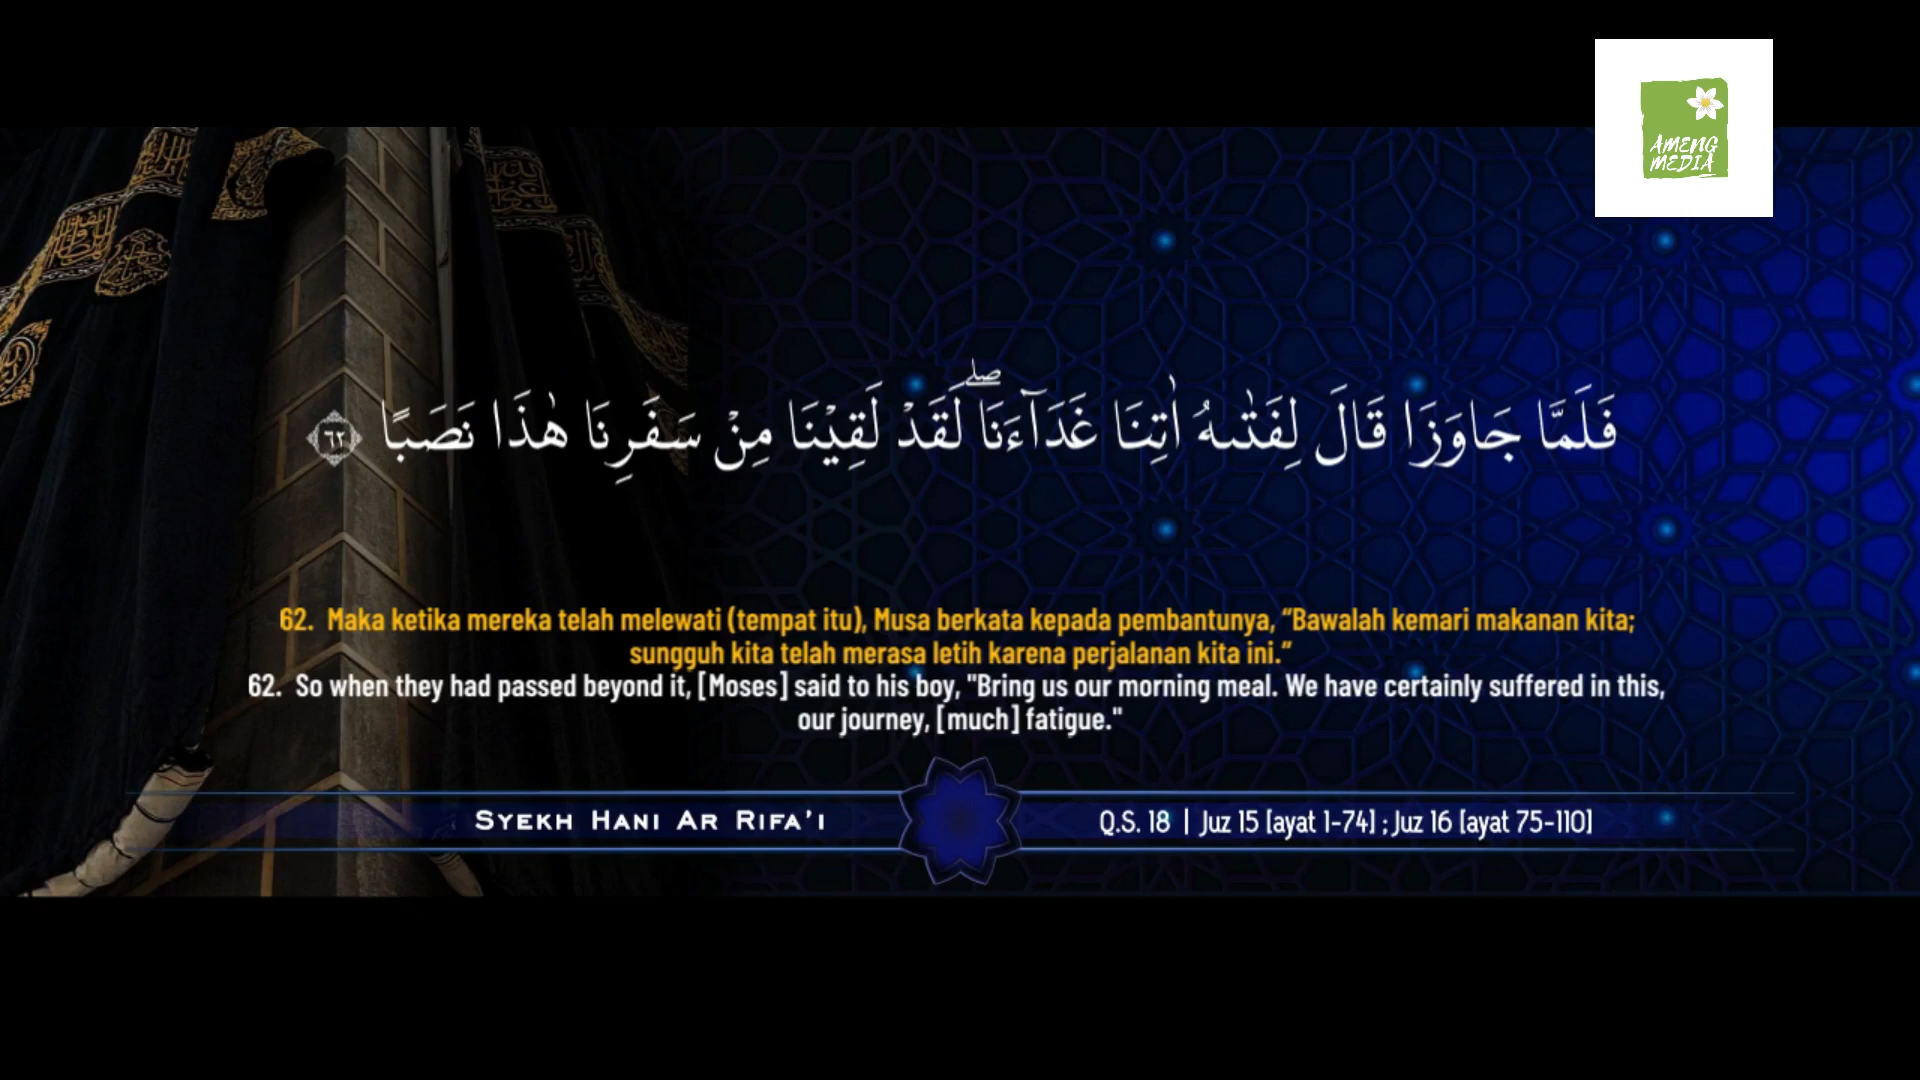 AMENG
MEDIA
فَلَمَّا جَاوَزَا قَالَ لِفَتٰىهُ اٰتِنَا غَدَاۤءَنَاۖ لَقَدْ لَقِيْنَا مِنْ سَفَرِنَا هٰذَا نَصَبًا ٦٢
62. Maka ketika mereka telah melewati (tempat itu), Musa berkata kepada pembantunya, “Bawalah kemari makanan kita;
sungguh kita telah merasa letih karena perjalanan kita ini.”
62. So when they had passed beyond it, [Moses] said to his boy, "Bring us our morning meal. We have certainly suffered in this,
our journey, [much] fatigue."
Syekh Hani Ar Rifa'i
Q.S. 18 | Juz 15 [ayat 1-74] ; Juz 16 [ayat 75-110]